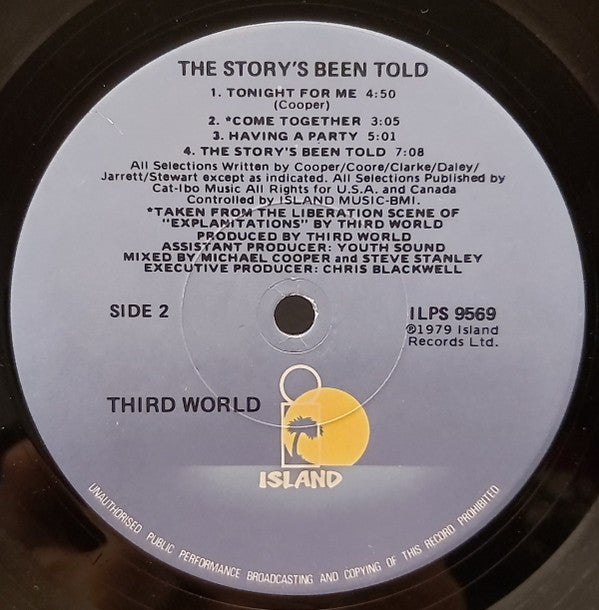 THE STORY'S BEEN TOLD
1. TONIGHT FOR ME 4:50
(Cooper)
2. *COME TOGETHER 3:05
3. HAVING A PARTY 5:01
4. THE STORY'S BEEN TOLD 7:08
All Selections Written by Cooper/Coore/Clarke/Daley/
Jarrett/Stewart except as indicated. All Selections Published by
Cat-Ibo Music All Rights for U.S.A. and Canada
Controlled by ISLAND MUSIC-BMI.
*TAKEN FROM THE LIBERATION SCENE OF
"EXPLANITATIONS" BY THIRD WORLD
PRODUCED BY THIRD WORLD
ASSISTANT PRODUCER: YOUTH SOUND
MIXED BY MICHAEL COOPER and STEVE STANLEY
EXECUTIVE PRODUCER: CHRIS BLACKWELL
SIDE 2
ILPS 9569
℗1979 Island
Records Ltd.
THIRD WORLD
ISLAND
UNAUTHORISED PUBLIC PERFORMANCE BROADCASTING AND COPYING OF THIS RECORD PROHIBITED